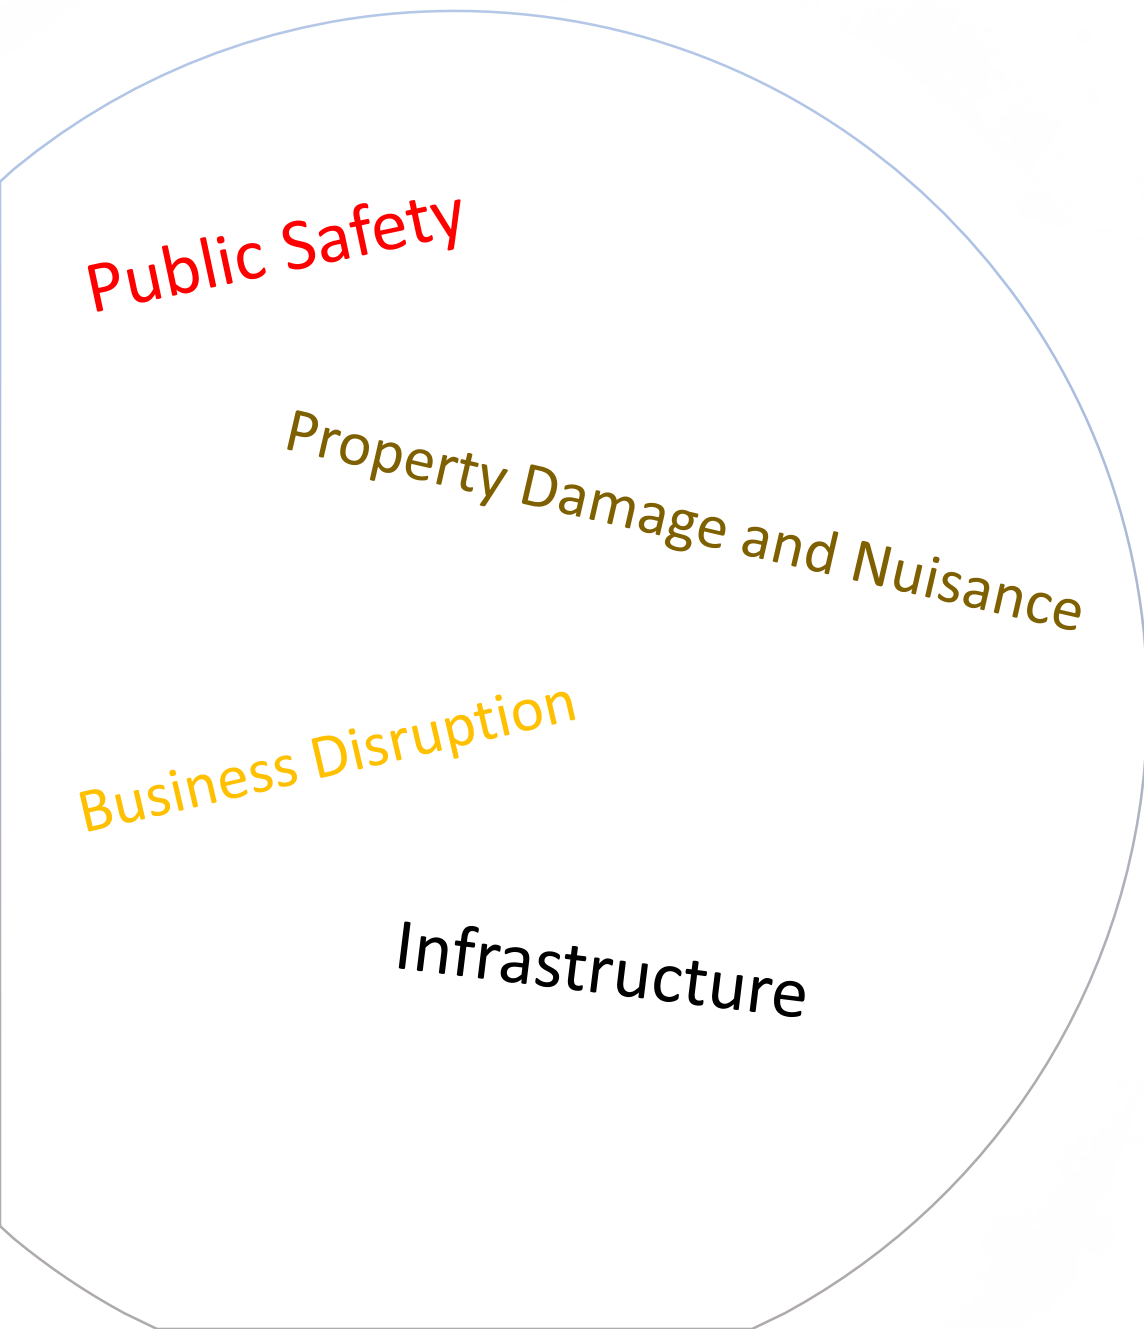 Public Safety
Property Damage and Nuisance
Business Disruption
Infrastructure